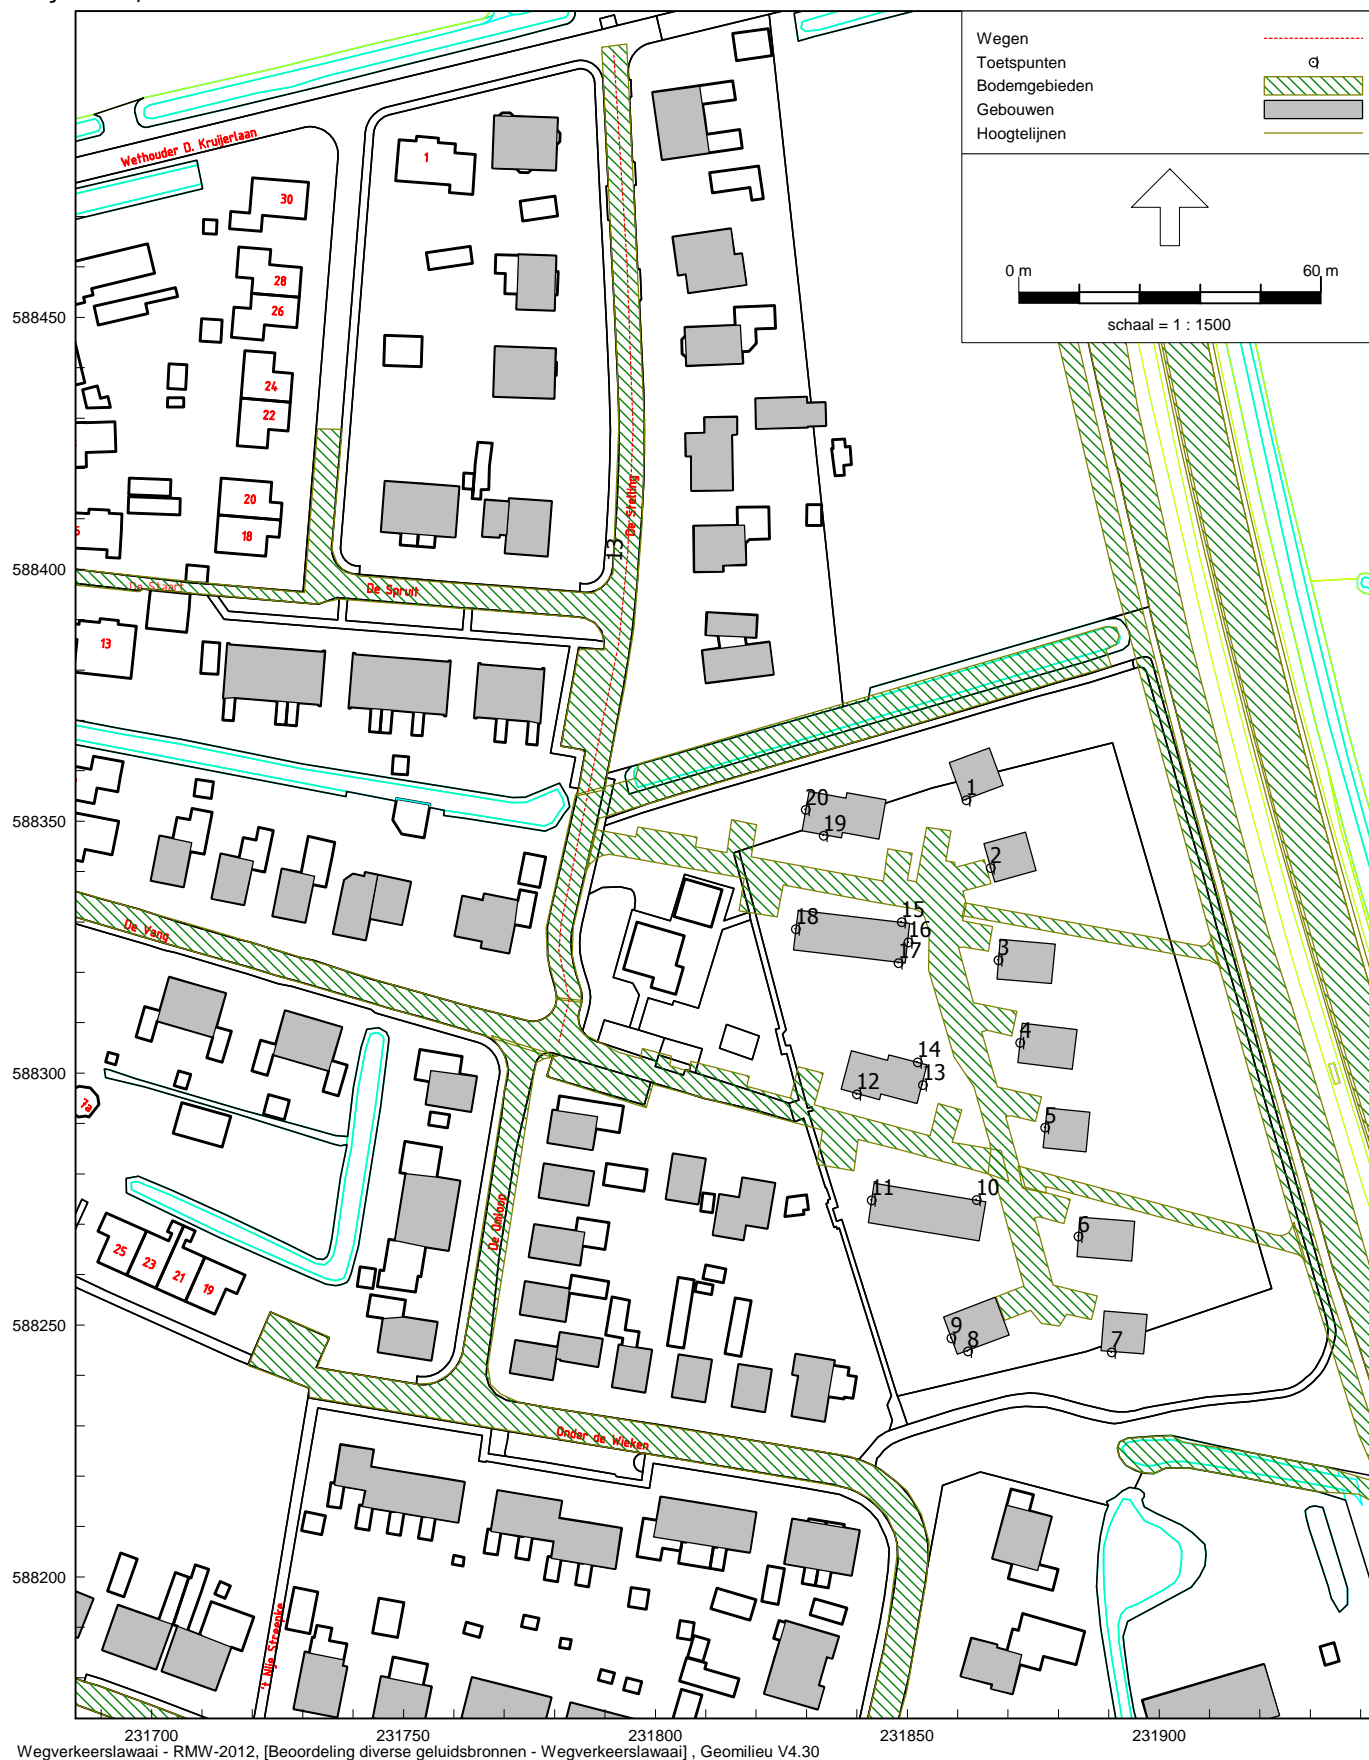 Wegen
Toetspunten
Bodemgebieden
Gebouwen
Hoogtelijnen
0 m
60 m
schaal = 1 : 1500
Wethouder D. Kruijerlaan
1
30
28
26
24
22
20
18
13
De Stelling
13
De Staart
De Spruit
De Vang
De Omloop
Onder de Wieken
't Nije Streepke
7a
25
23
21
19
1
2
3
4
5
6
7
8
9
10
11
12
13
14
15
16
17
18
19
20
588450
588400
588350
588300
588250
588200
231700
231750
231800
231850
231900
Wegverkeerslawaai - RMW-2012, [Beoordeling diverse geluidsbronnen - Wegverkeerslawaai] , Geomilieu V4.30